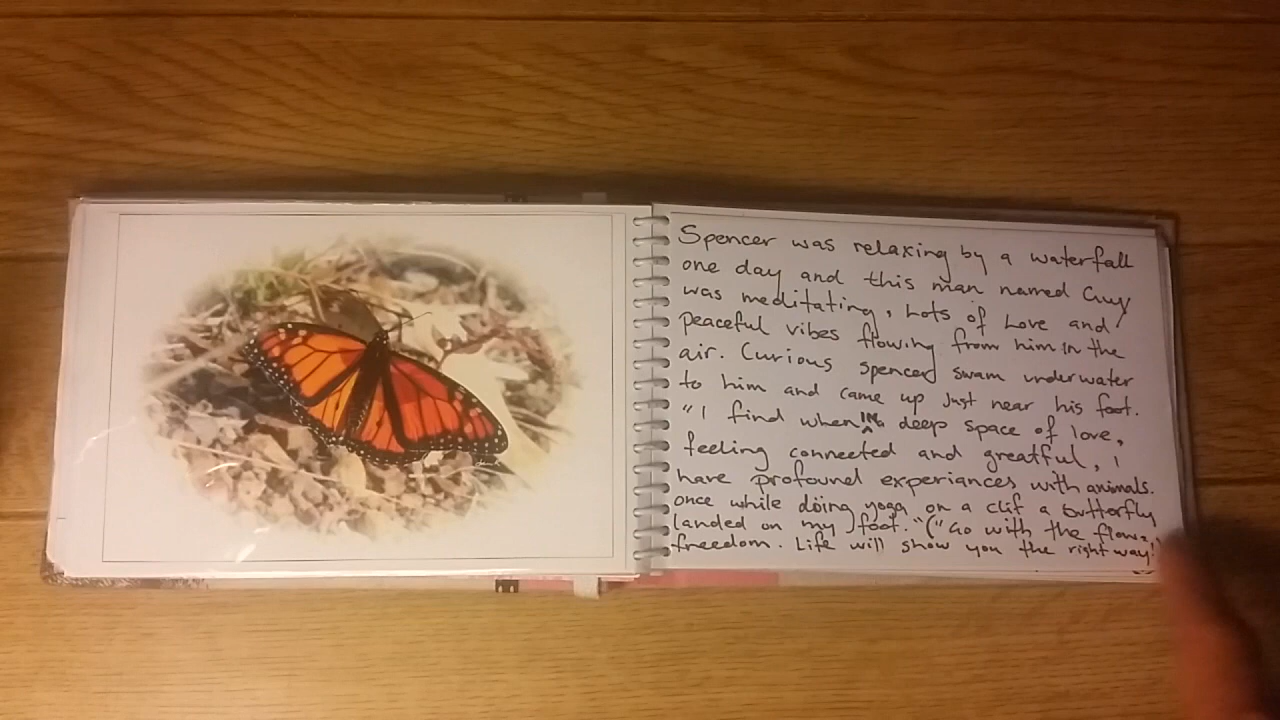 Spencer was relaxing by a waterfall
one day and this man named Guy
was meditating, Lots of Love and
peaceful vibes flowing from him in the
air. Curious spencer swam underwater
to him and came up Just near his foot.
"I find when IN deep space of love,
feeling connected and greatful, I
have profound experiances with animals.
once while doing yoga on a clif a butterfly
landed on my foot." ("Go with the flow=
freedom. Life will show you the right way!")